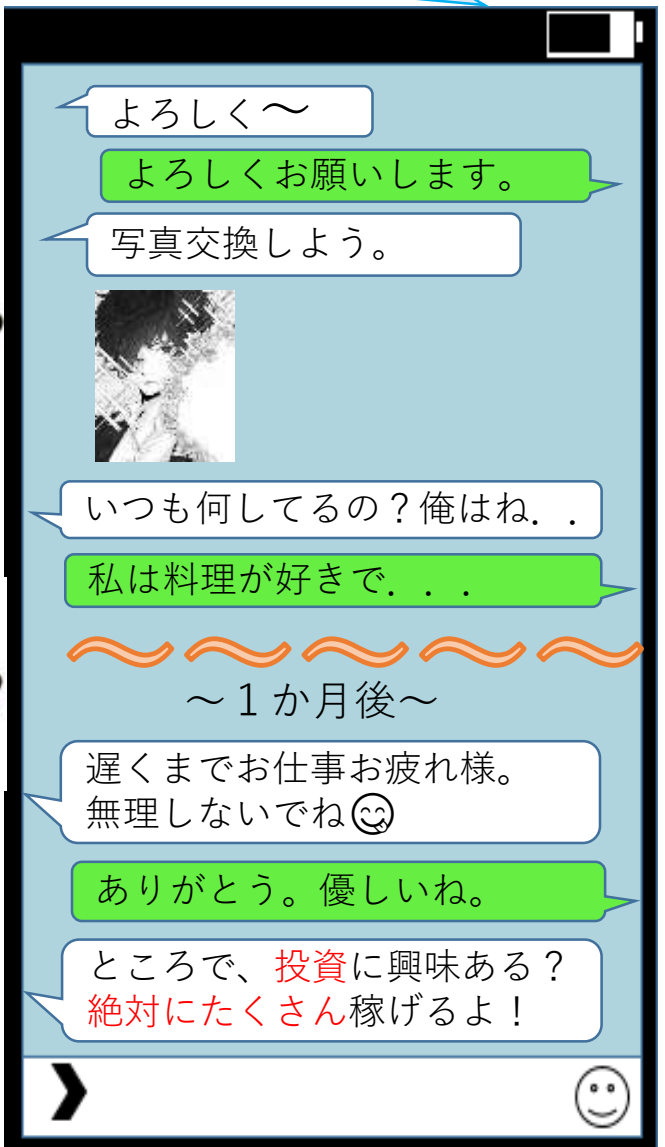 よろしく～
よろしくお願いします。
写真交換しよう。
いつも何してるの？俺はね．．
私は料理が好きで．．．
～１か月後～
遅くまでお仕事お疲れ様。
無理しないでね😋
ありがとう。優しいね。
ところで、投資に興味ある？
絶対にたくさん稼げるよ！